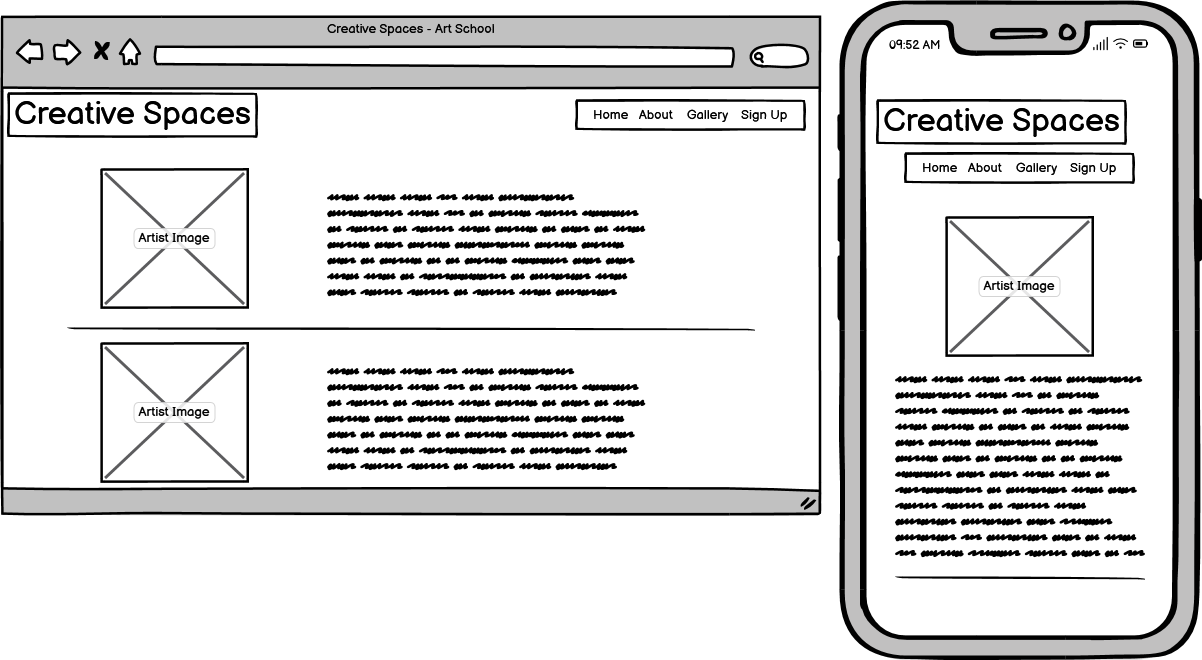 Creative Spaces - Art School
Creative Spaces
Home About Gallery Sign Up
Artist Image
Artist Image
09:52 AM
Creative Spaces
Home About Gallery Sign Up
Artist Image